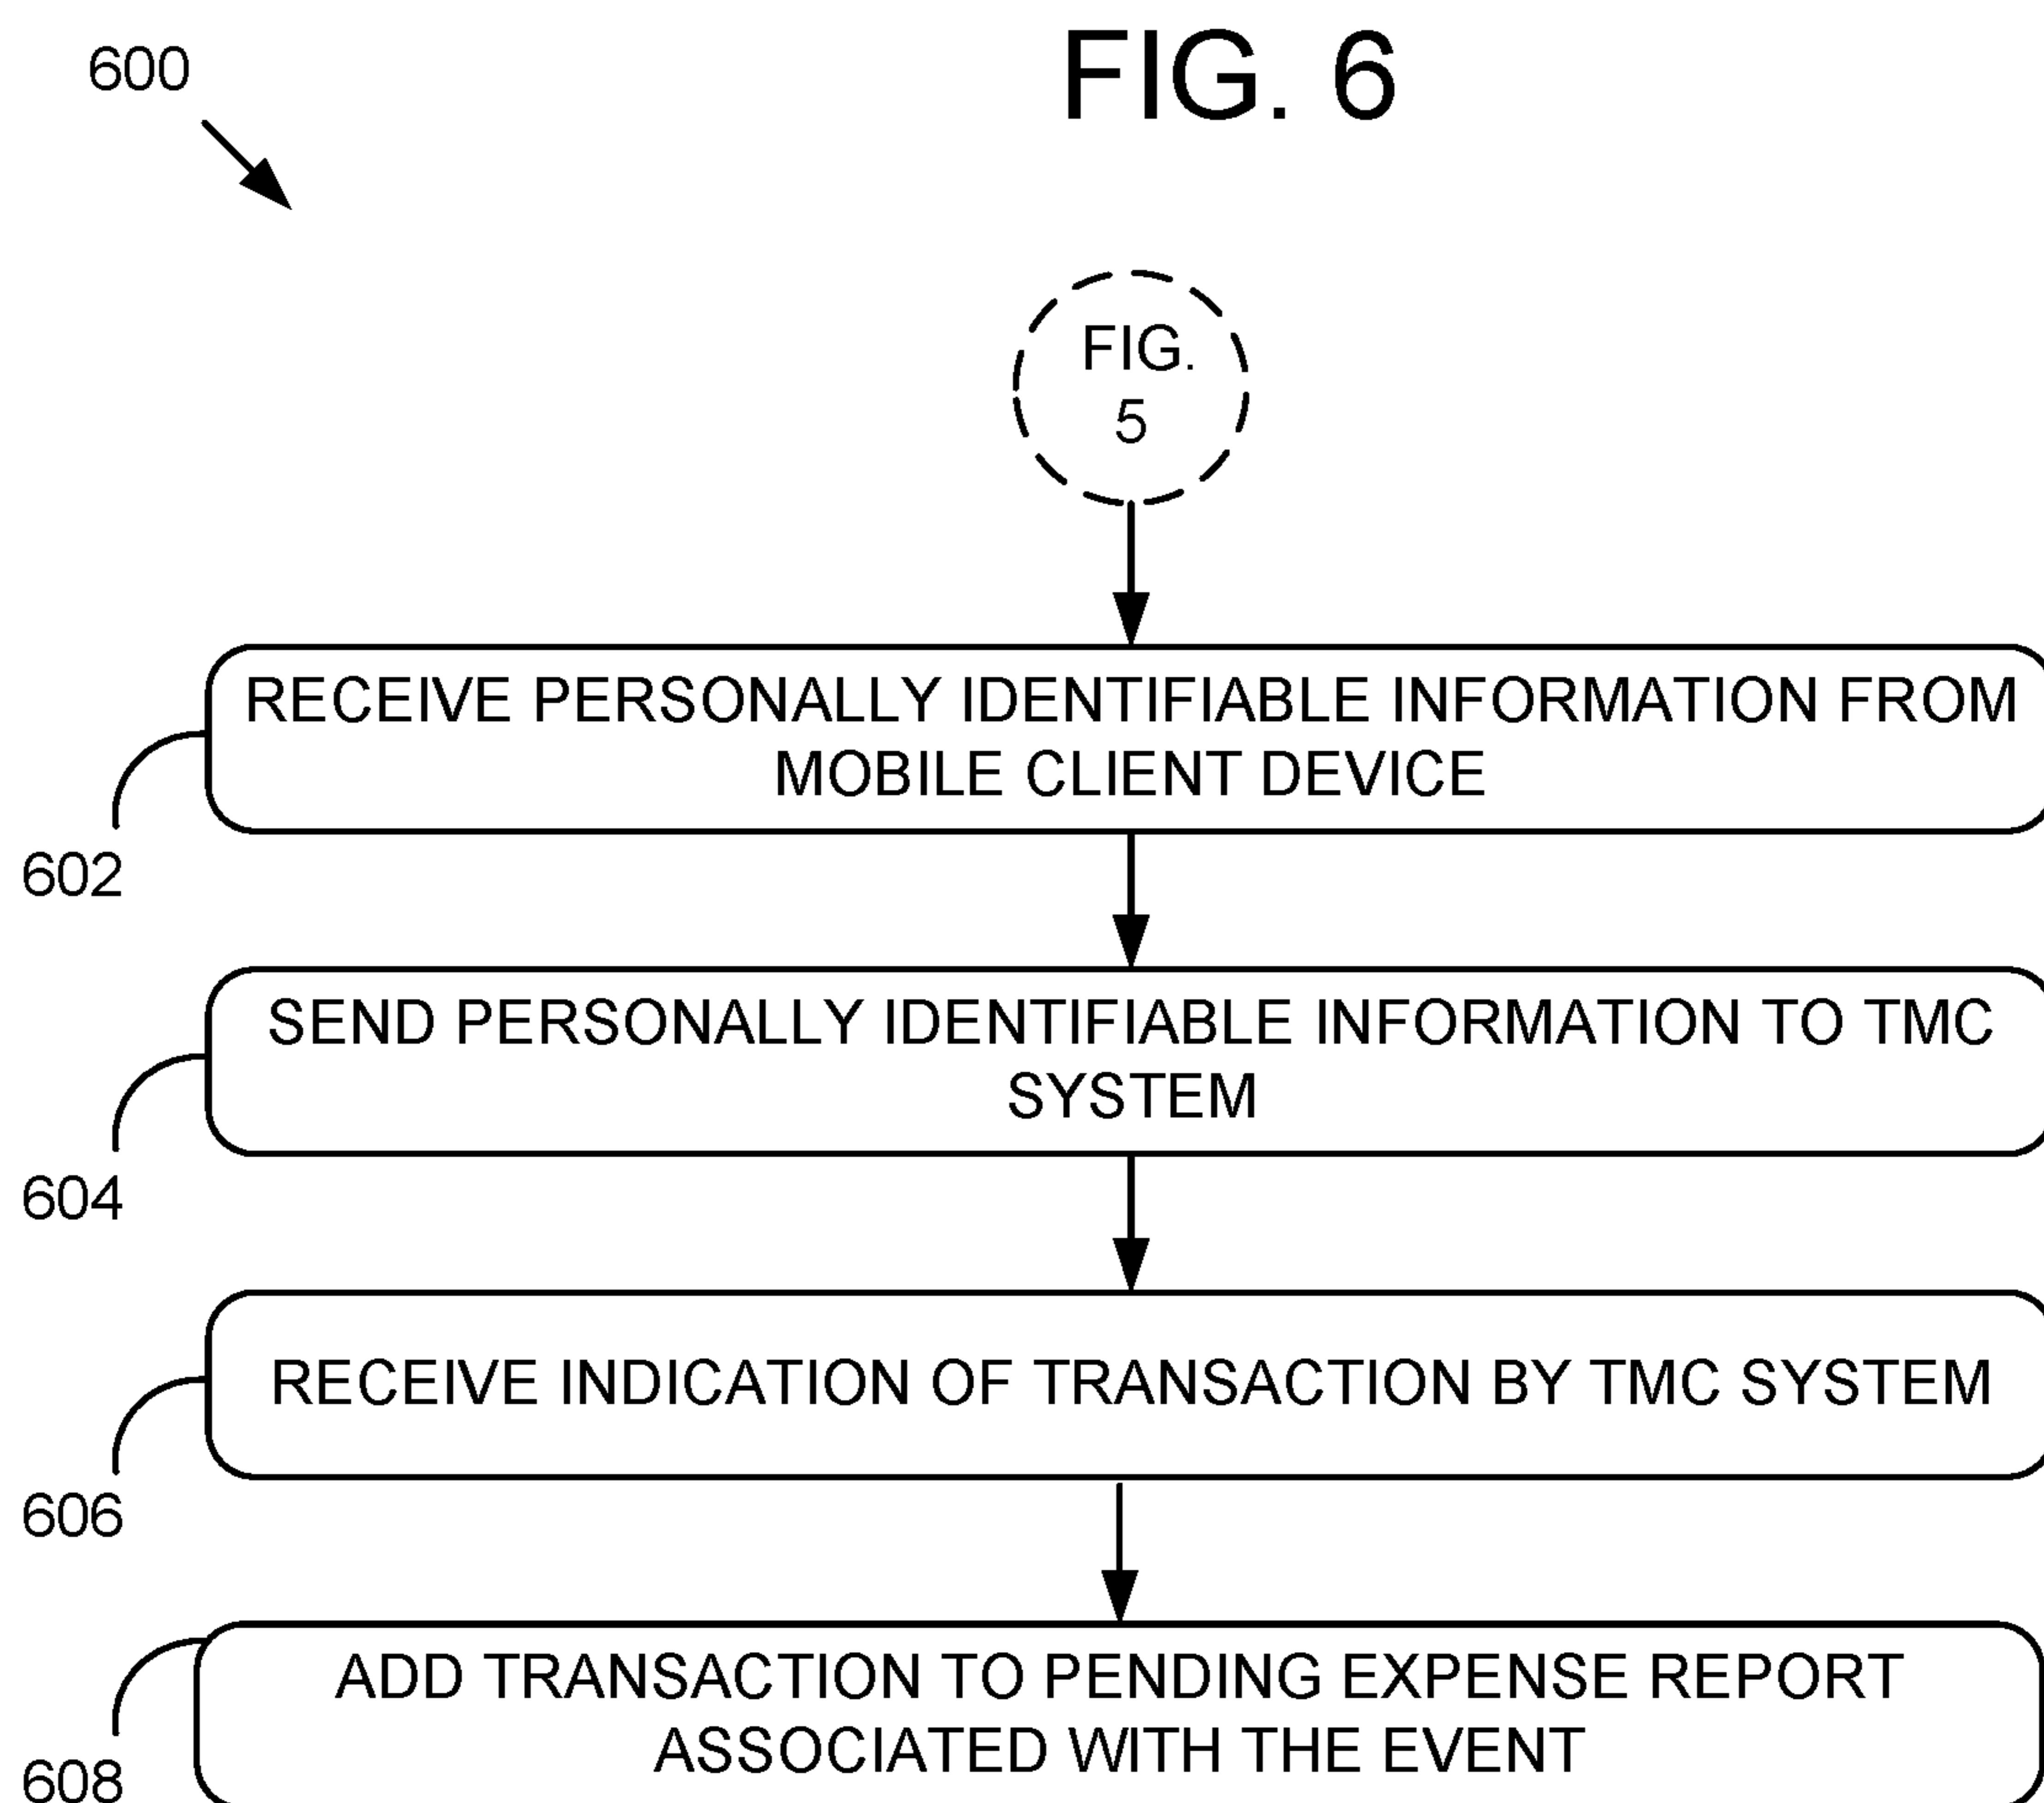 600
FIG. 6
FIG.
5
RECEIVE PERSONALLY IDENTIFIABLE INFORMATION FROM
MOBILE CLIENT DEVICE
602
SEND PERSONALLY IDENTIFIABLE INFORMATION TO TMC
SYSTEM
604
RECEIVE INDICATION OF TRANSACTION BY TMC SYSTEM
606
ADD TRANSACTION TO PENDING EXPENSE REPORT
ASSOCIATED WITH THE EVENT
608